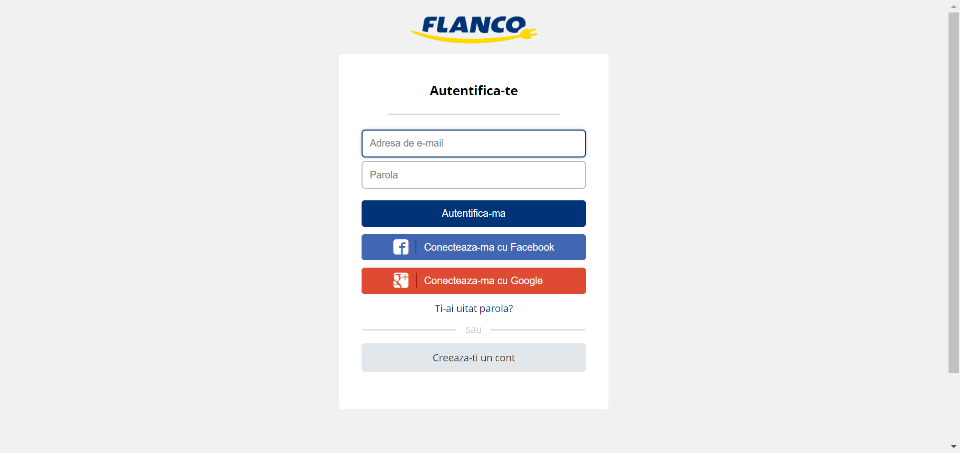 FLANCO
Autentifica-te
Adresa de e-mail
Parola
Autentifica-ma
Conecteaza-ma cu Facebook
Conecteaza-ma cu Google
Ti-ai uitat parola?
sau
Creeaza-ti un cont